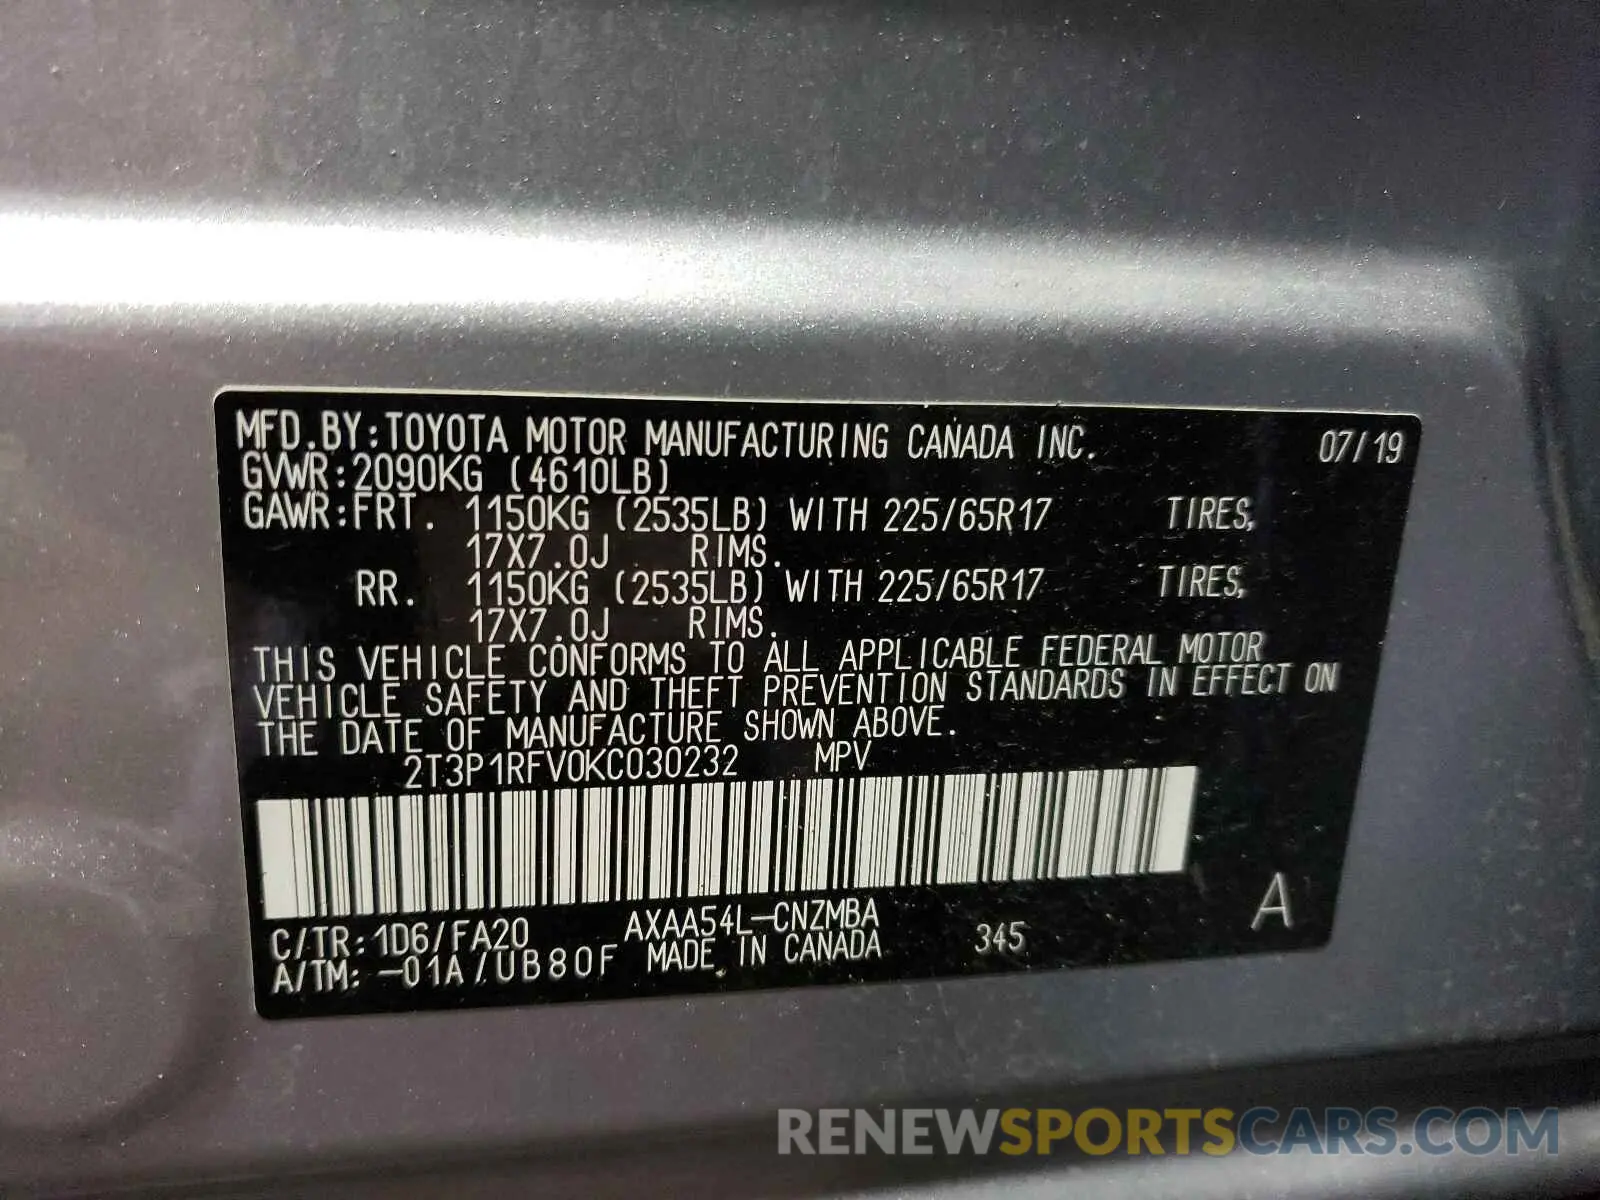 MFD.BY:TOYOTA MOTOR MANUFACTURING CANADA INC. 07/19
GVWR:2090KG (4610LB)
GAWR:FRT. 1150KG (2535LB) WITH 225/65R17 TIRES,
17X7.0J RIMS.
RR. 1150KG (2535LB) WITH 225/65R17 TIRES,
17X7.0J RIMS.
THIS VEHICLE CONFORMS TO ALL APPLICABLE FEDERAL MOTOR
VEHICLE SAFETY AND THEFT PREVENTION STANDARDS IN EFFECT ON
THE DATE OF MANUFACTURE SHOWN ABOVE.
2T3P1RFV0KC030232 MPV
A
C/TR:1D6/FA20 AXAA54L-CNZMBA
A/TM:-01A/UB80F MADE IN CANADA 345
RENEWSPORTSCARS.COM